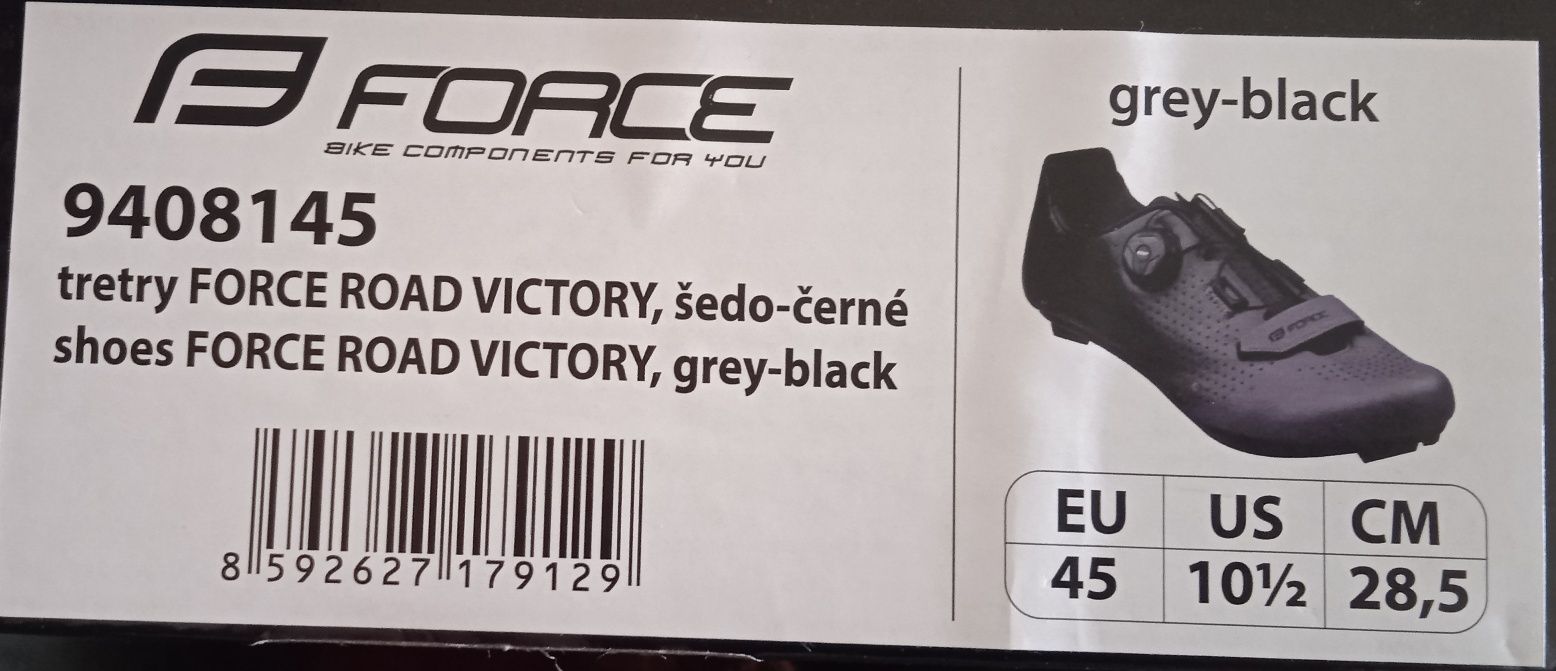 FORCE
BIKE COMPONENTS FOR YOU
9408145
tretry FORCE ROAD VICTORY, šedo-černé
shoes FORCE ROAD VICTORY, grey-black
8 592627 179129
grey-black
FORCE
EU US CM
45 10½ 28,5